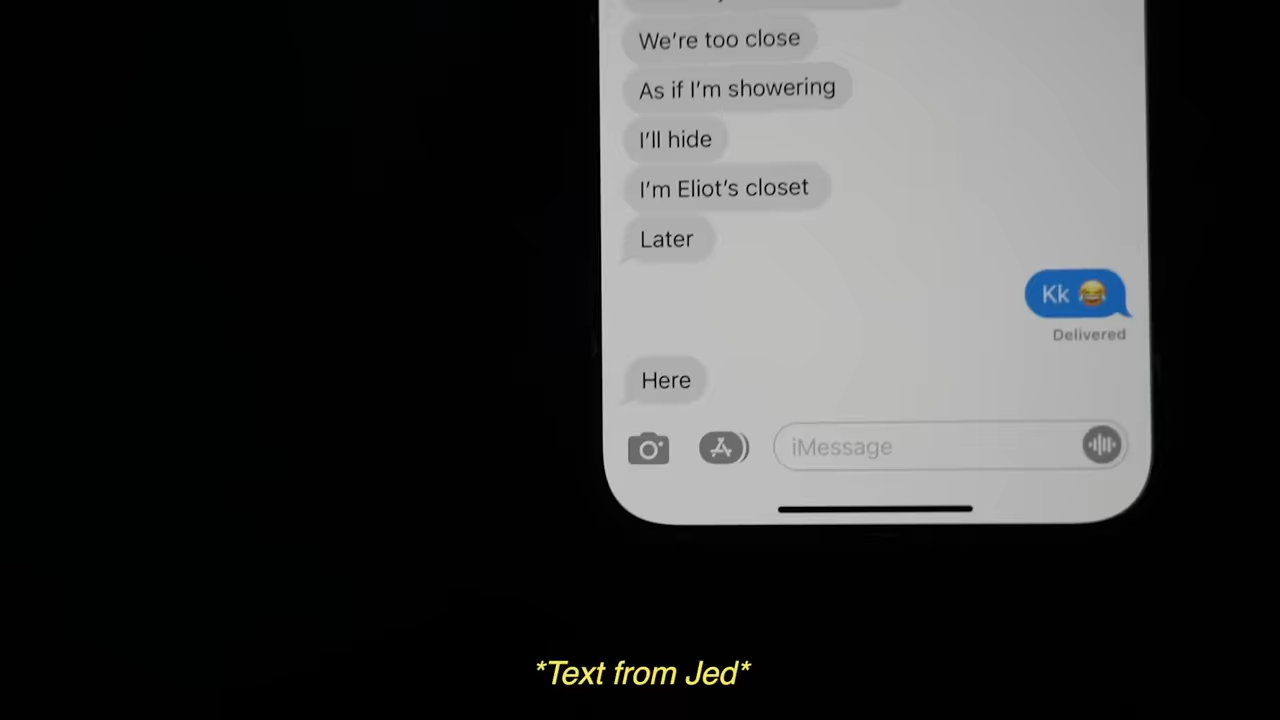 We're too close
As if I'm showering
I'll hide
I'm Eliot's closet
Later
Kk 😂
Delivered
Here
iMessage
*Text from Jed*